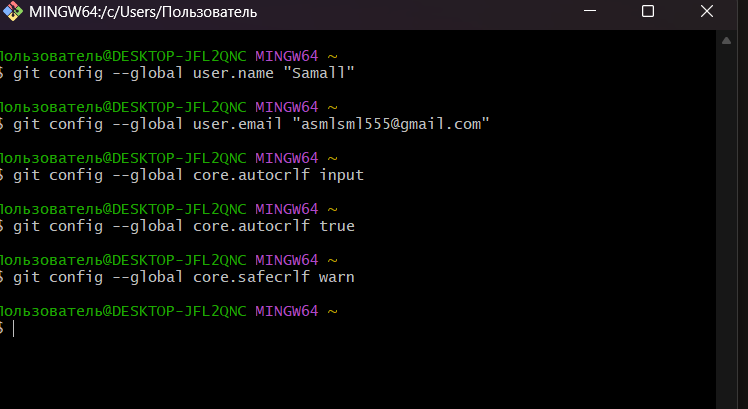 MINGW64:/c/Users/Пользователь
Пользователь@DESKTOP-JFL2QNC MINGW64 ~
$ git config --global user.name "Samall"
Пользователь@DESKTOP-JFL2QNC MINGW64 ~
$ git config --global user.email "asmlsml555@gmail.com"
Пользователь@DESKTOP-JFL2QNC MINGW64 ~
$ git config --global core.autocrlf input
Пользователь@DESKTOP-JFL2QNC MINGW64 ~
$ git config --global core.autocrlf true
Пользователь@DESKTOP-JFL2QNC MINGW64 ~
$ git config --global core.safecrlf warn
Пользователь@DESKTOP-JFL2QNC MINGW64 ~
$